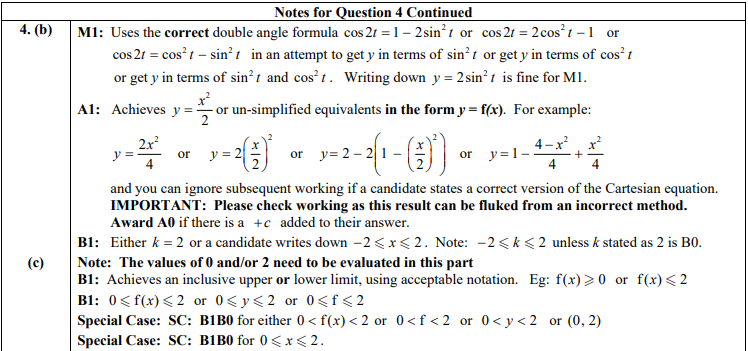 Notes for Question 4 Continued
4. (b) M1: Uses the correct double angle formula cos 2t = 1 – 2sin² t or cos 2t = 2cos² t – 1 or
cos 2t = cos² t – sin² t in an attempt to get y in terms of sin² t or get y in terms of cos² t
or get y in terms of sin² t and cos² t . Writing down y = 2sin² t is fine for M1.
A1: Achieves y = x²/2 or un-simplified equivalents in the form y = f(x). For example:
y = 2x²/4 or y = 2(x/2)² or y = 2 – 2(1 – (x/2)²) or y = 1 – (4 – x²)/4 + x²/4
and you can ignore subsequent working if a candidate states a correct version of the Cartesian equation.
IMPORTANT: Please check working as this result can be fluked from an incorrect method.
Award A0 if there is a +c added to their answer.
B1: Either k = 2 or a candidate writes down –2 ⩽ x ⩽ 2. Note: –2 ⩽ k ⩽ 2 unless k stated as 2 is B0.
(c) Note: The values of 0 and/or 2 need to be evaluated in this part
B1: Achieves an inclusive upper or lower limit, using acceptable notation. Eg: f(x) ⩾ 0 or f(x) ⩽ 2
B1: 0 ⩽ f(x) ⩽ 2 or 0 ⩽ y ⩽ 2 or 0 ⩽ f ⩽ 2
Special Case: SC: B1B0 for either 0 < f(x) < 2 or 0 < f < 2 or 0 < y < 2 or (0, 2)
Special Case: SC: B1B0 for 0 ⩽ x ⩽ 2.